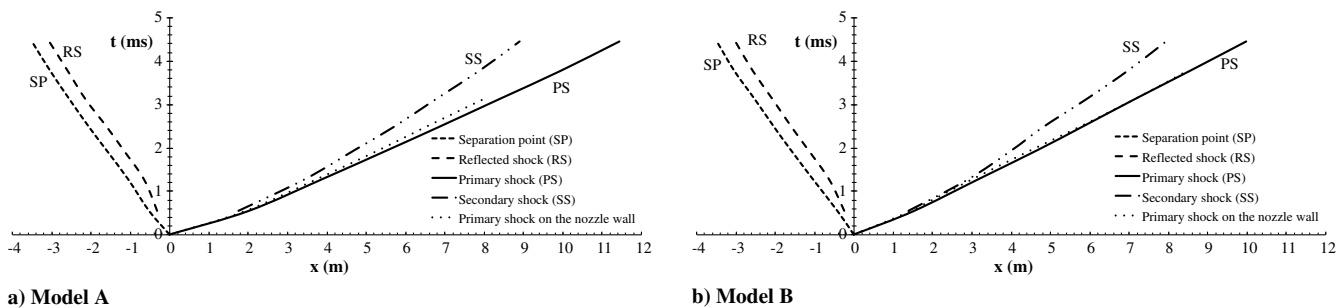 5
t (ms)
4
3
2
1
0
RS
SP
SS
PS
Separation point (SP)
Reflected shock (RS)
Primary shock (PS)
Secondary shock (SS)
Primary shock on the nozzle wall
-4 -3 -2 -1 0 1 2 3 4 5 6 7 8 9 10 11 12
x (m)
a) Model A
5
t (ms)
4
3
2
1
0
RS
SP
SS
PS
Separation point (SP)
Reflected shock (RS)
Primary shock (PS)
Secondary shock (SS)
Primary shock on the nozzle wall
-4 -3 -2 -1 0 1 2 3 4 5 6 7 8 9 10 11 12
x (m)
b) Model B